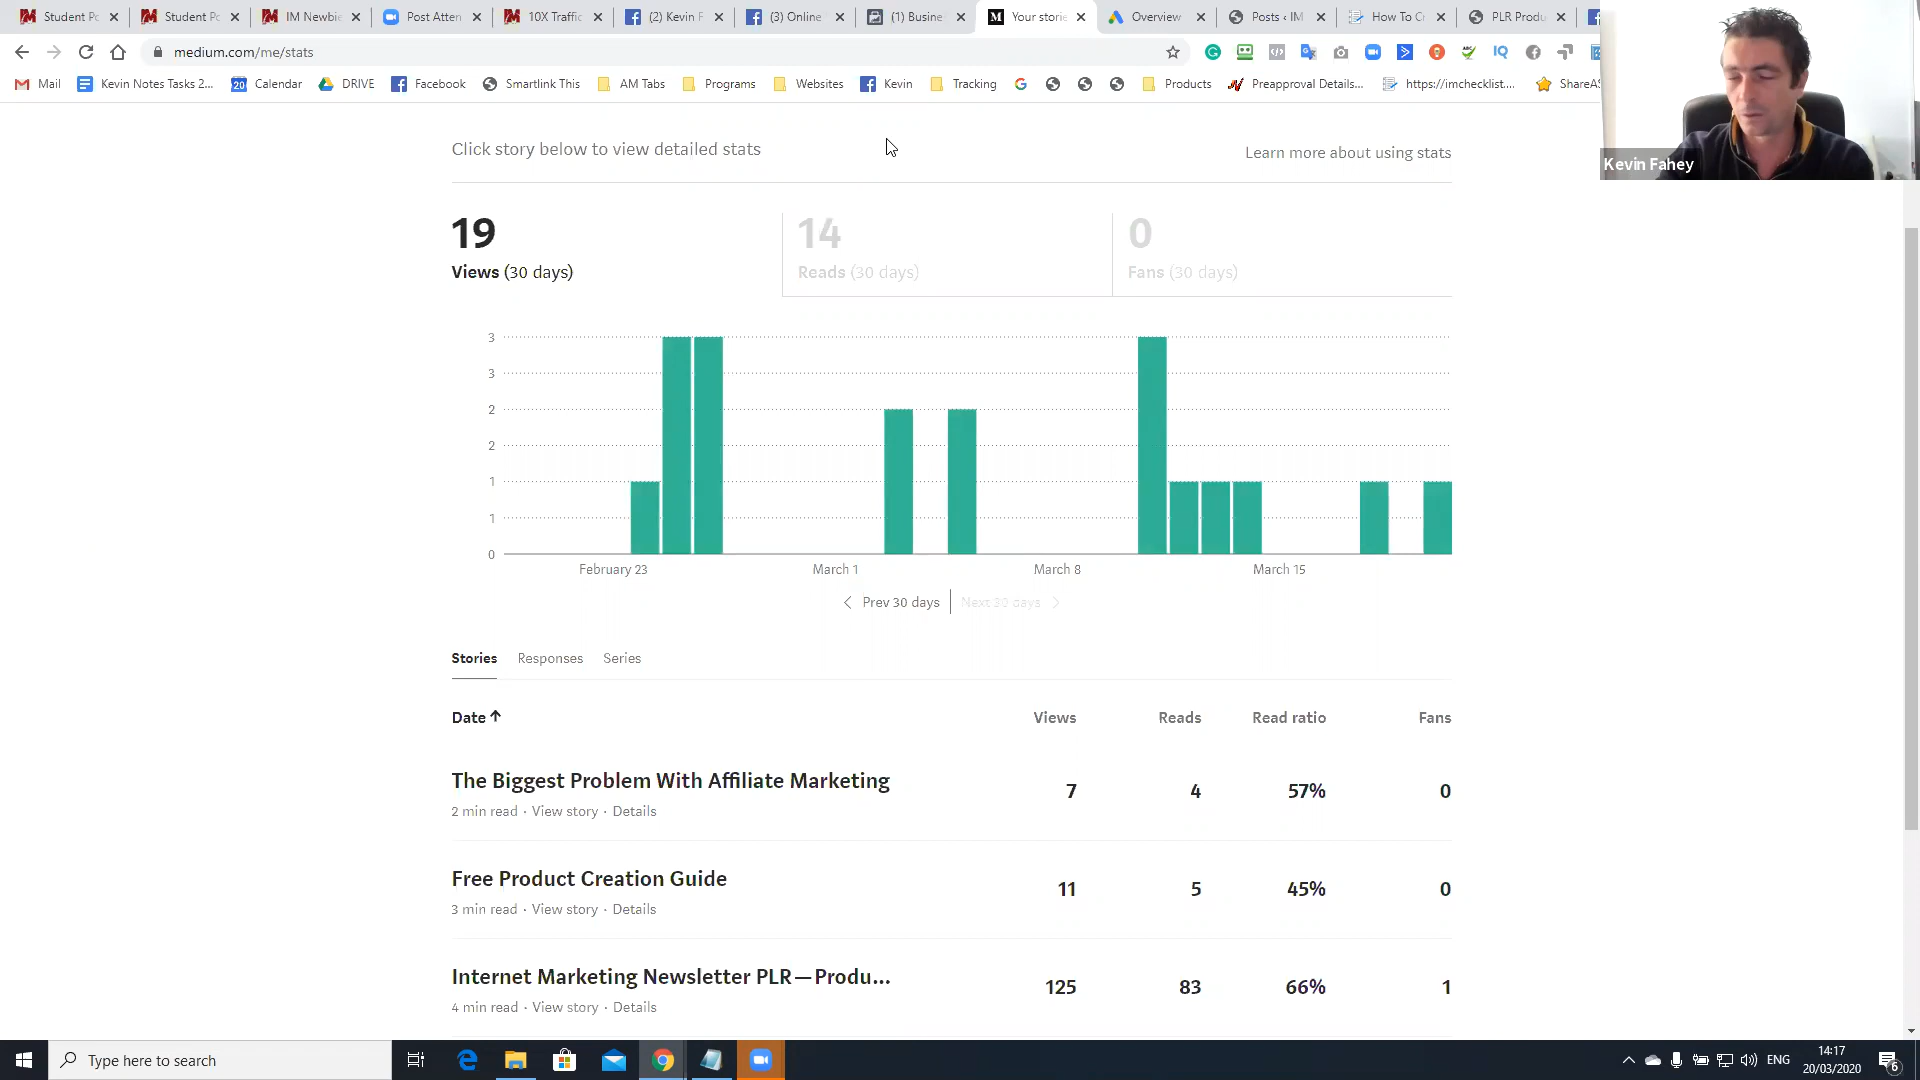 Student Po
Student Po
IM Newbie
Post Atten
10X Traffic
(2) Kevin F
(3) Online
(1) Busine
Your storie
Overview
Posts ‹ IM
How To Cr
PLR Produ
medium.com/me/stats
Mail
Kevin Notes Tasks 2...
20
Calendar
DRIVE
Facebook
Smartlink This
AM Tabs
Programs
Websites
Kevin
Tracking
Products
Preapproval Details...
https://imchecklist....
ShareAS
Kevin Fahey
Click story below to view detailed stats
Learn more about using stats
19
Views (30 days)
14
Reads (30 days)
0
Fans (30 days)
3
3
2
2
1
1
0
February 23
March 1
March 8
March 15
Prev 30 days
Next 30 days
Stories
Responses
Series
Date
Views
Reads
Read ratio
Fans
The Biggest Problem With Affiliate Marketing
7
4
57%
0
2 min read · View story · Details
Free Product Creation Guide
11
5
45%
0
3 min read · View story · Details
Internet Marketing Newsletter PLR — Produ...
125
83
66%
1
4 min read · View story · Details
Type here to search
ENG
14:17
20/03/2020
6